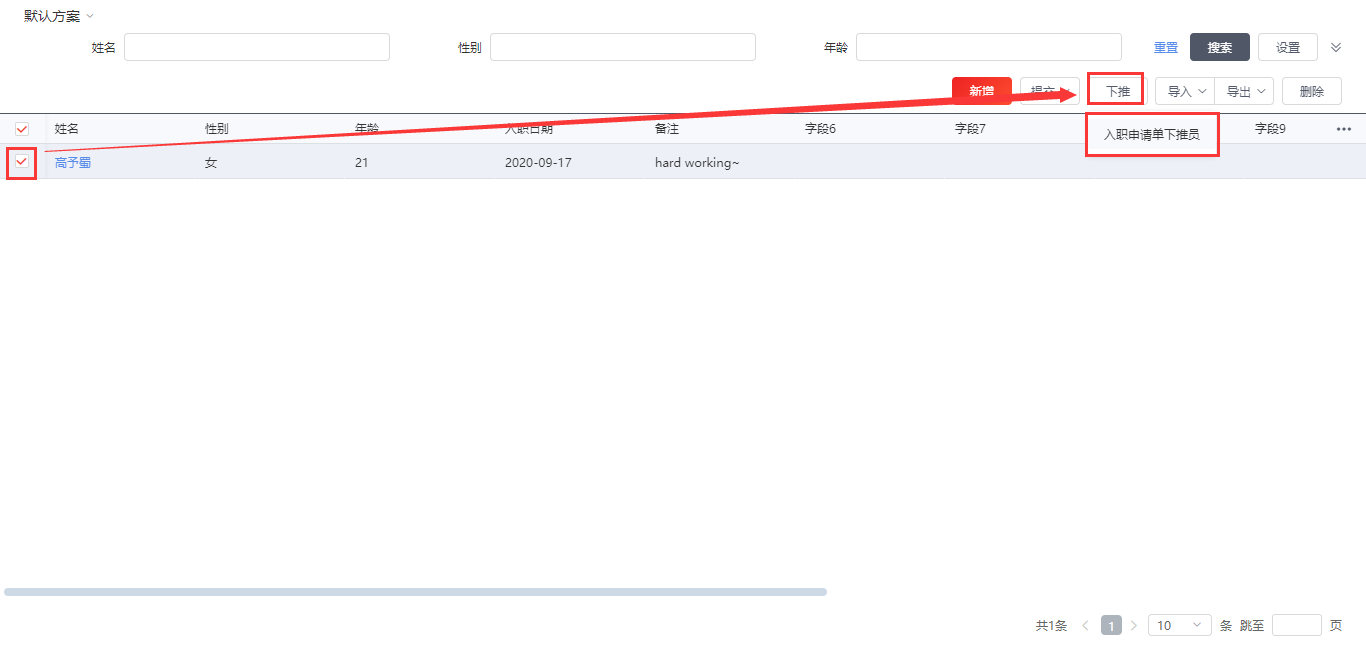 默认方案
姓名 性别 年龄 重置 搜索 设置
新增 提交 下推 导入 导出 删除
姓名 性别 年龄 入职日期 备注 字段6 字段7 字段9
入职申请单下推员
高予蜀 女 21 2020-09-17 hard working~
共1条 1 10 条 跳至 页